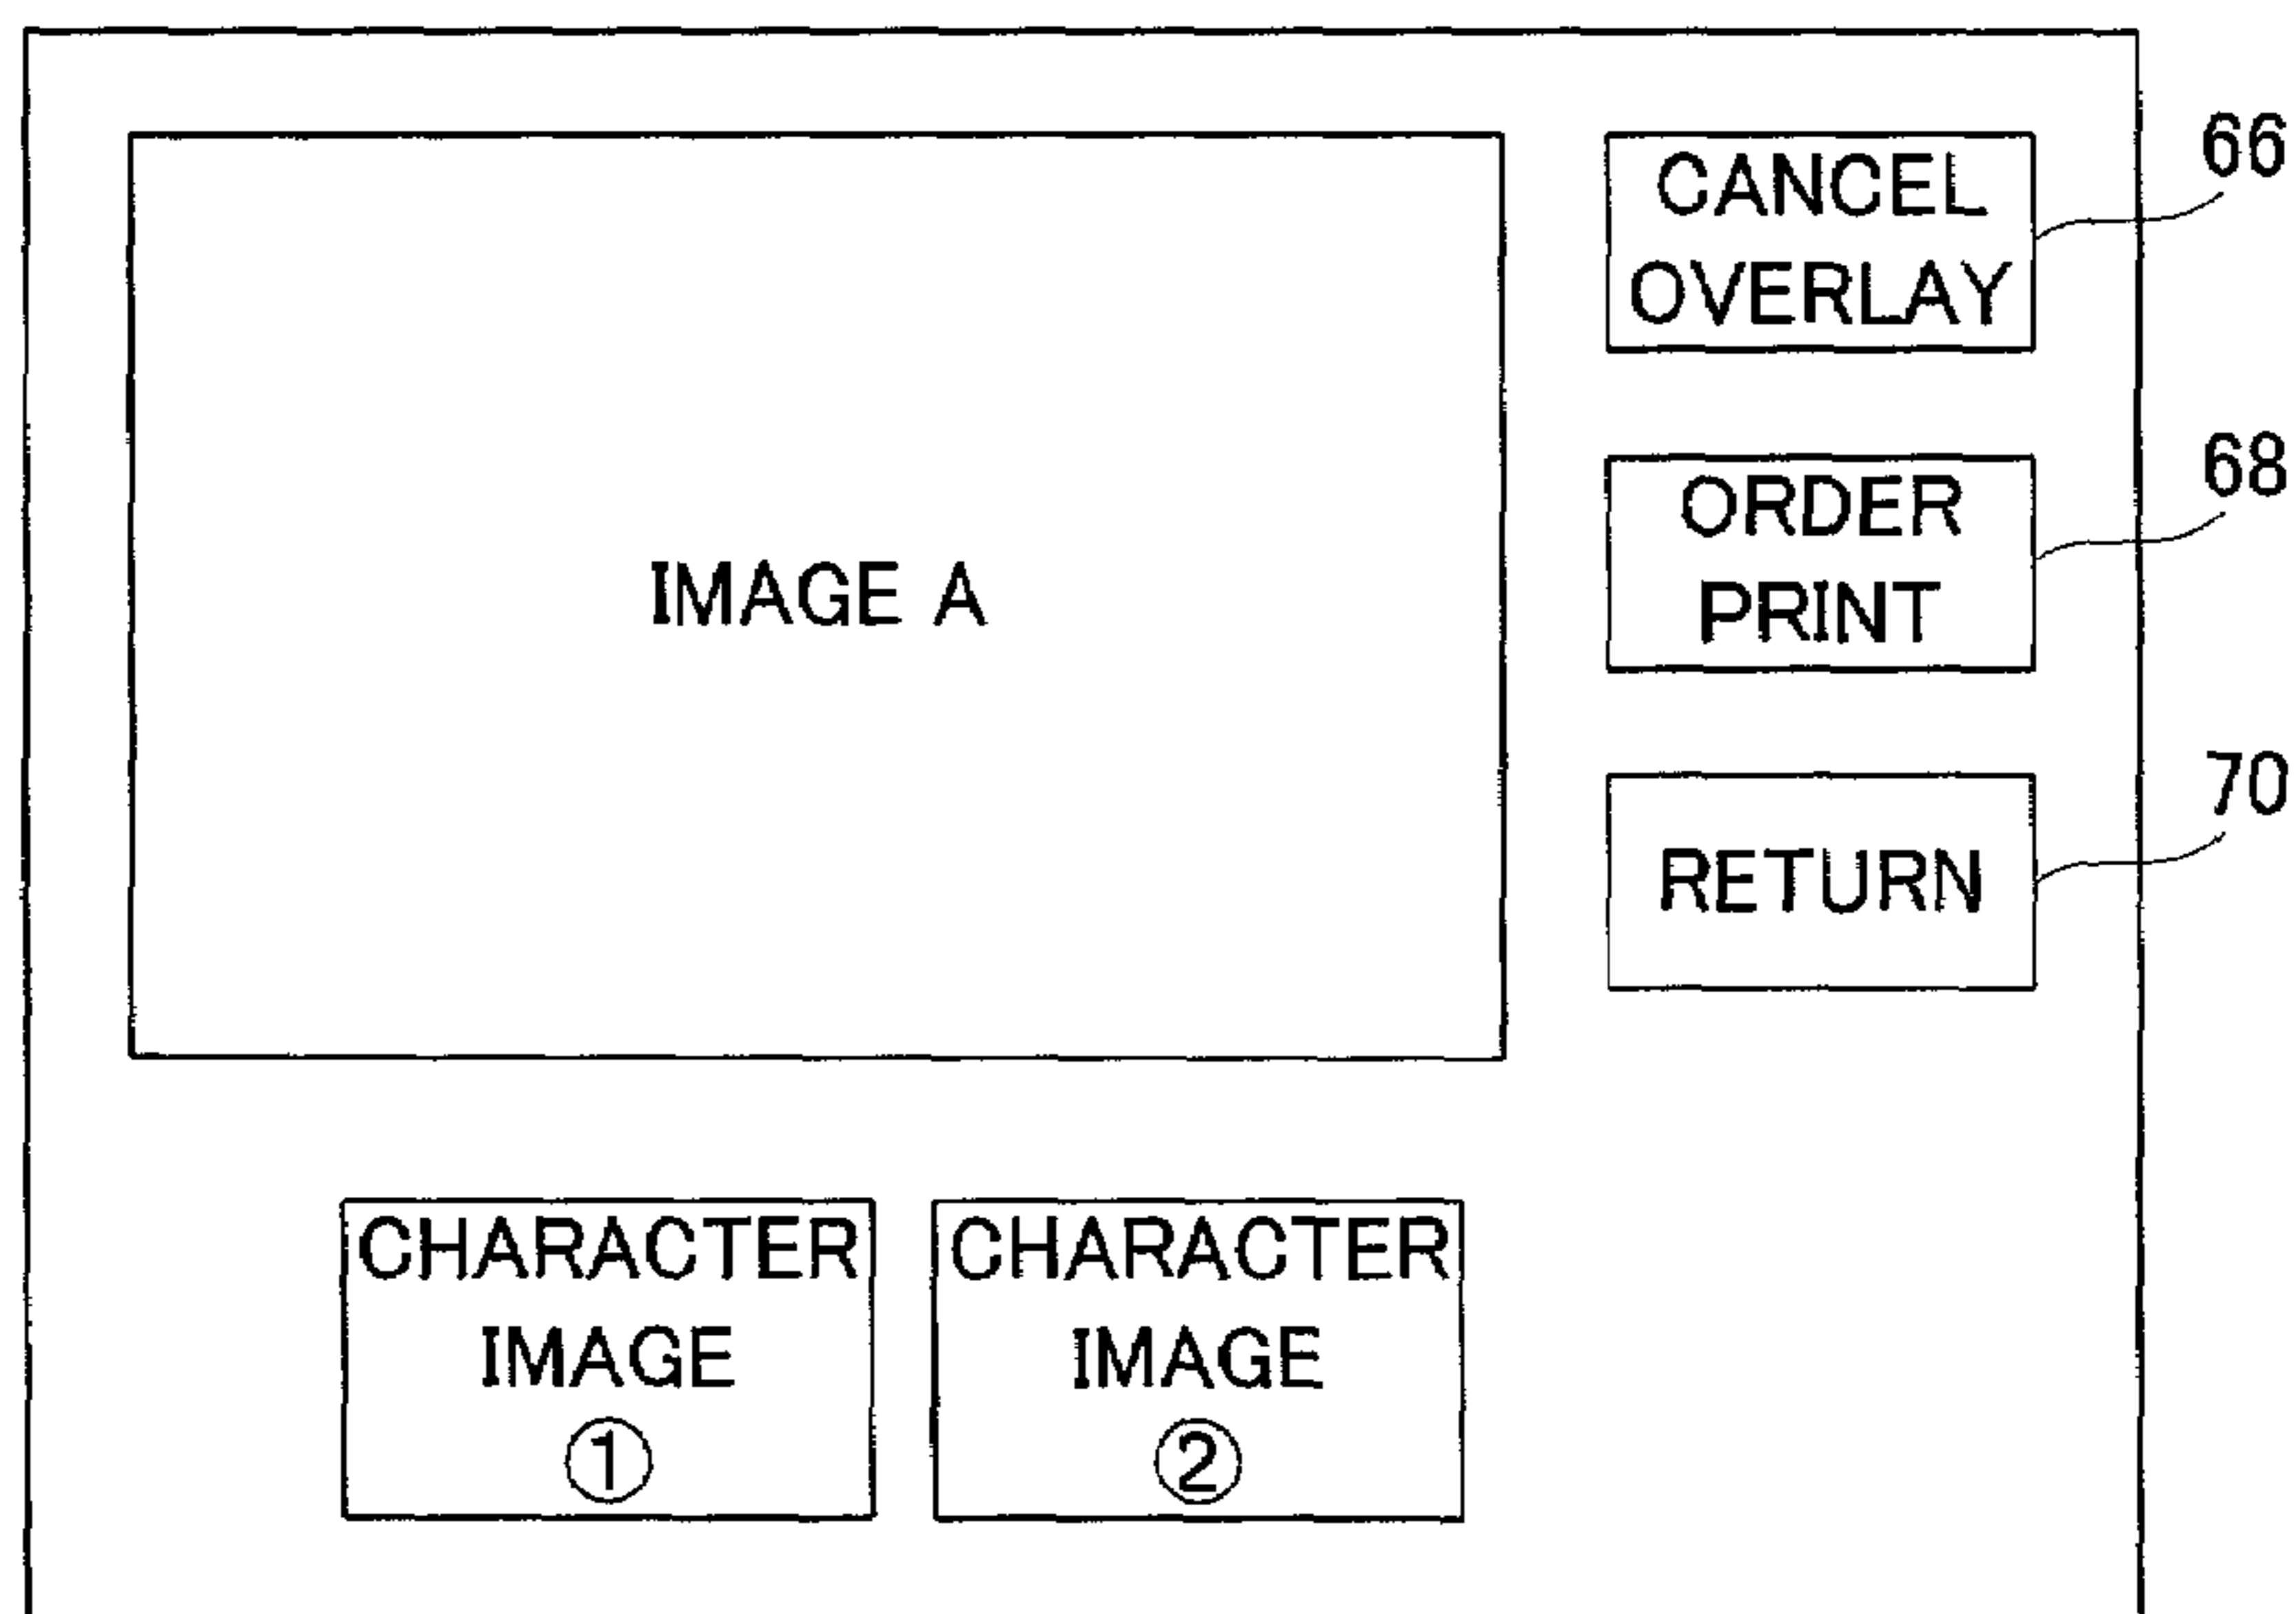 CANCEL
OVERLAY
66
ORDER
PRINT
68
IMAGE A
RETURN
70
CHARACTER
IMAGE
①
CHARACTER
IMAGE
②